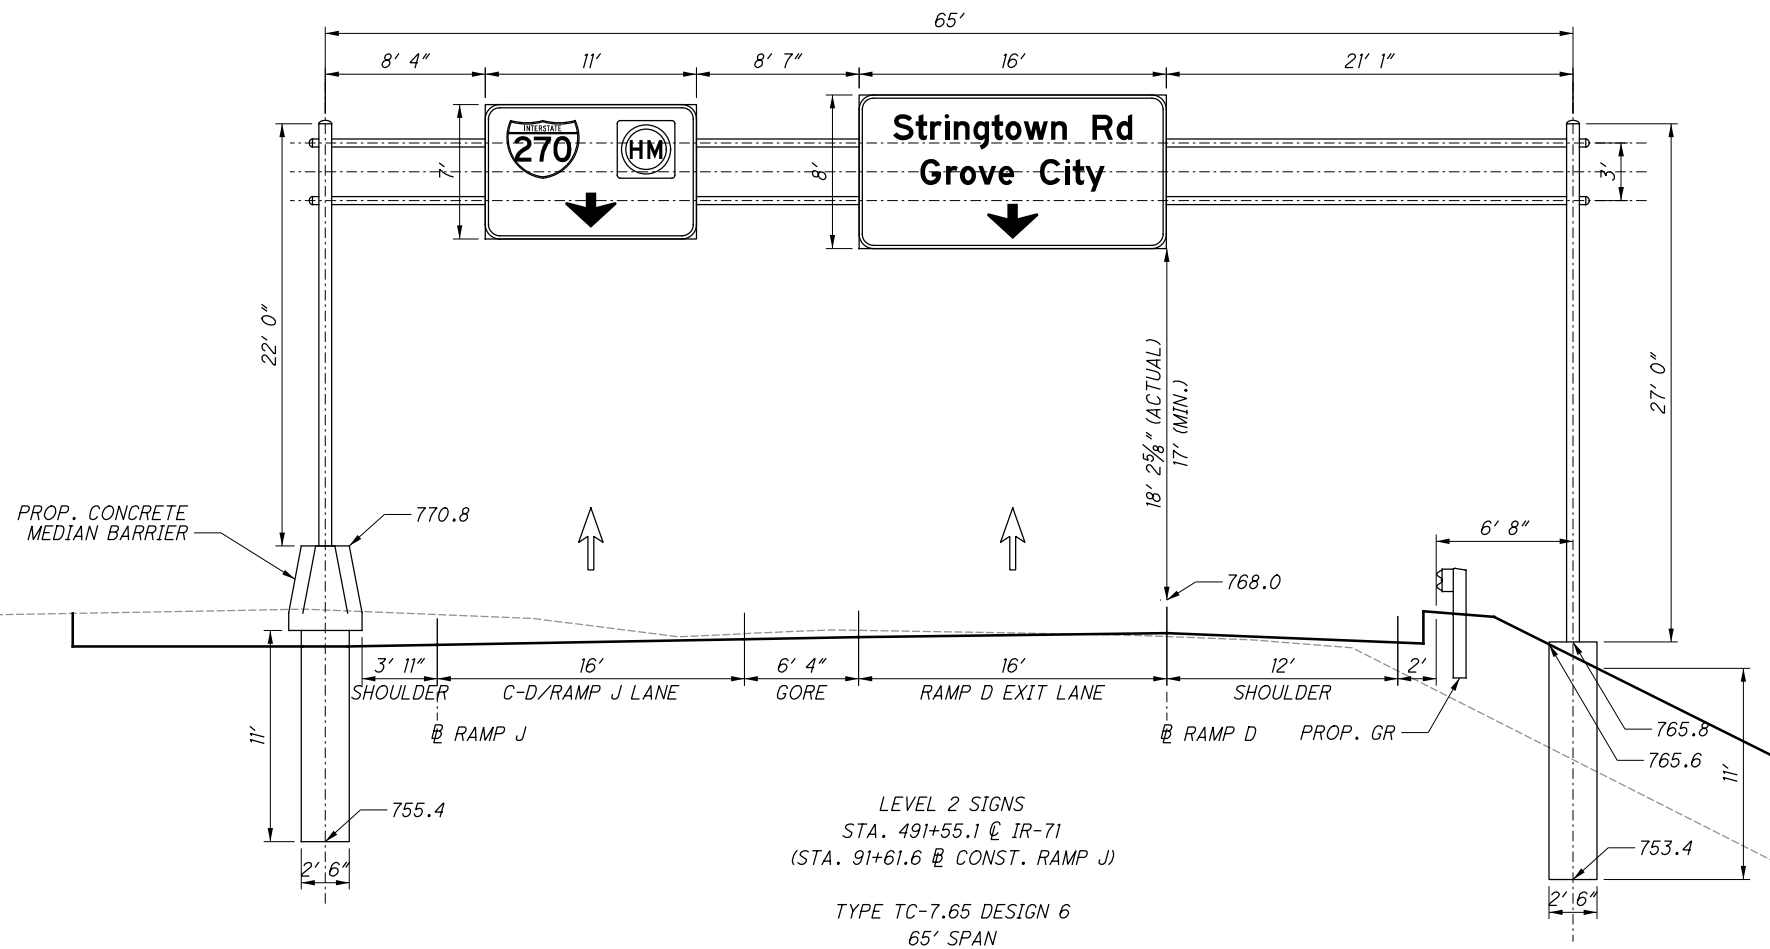 65'
8' 4"
11'
8' 7"
16'
21' 1"
INTERSTATE
270
HM
Stringtown Rd
Grove City
7'
8'
3'
22' 0"
27' 0"
18' 2⅝" (ACTUAL)
17' (MIN.)
PROP. CONCRETE
MEDIAN BARRIER
770.8
6' 8"
768.0
3' 11"
16'
6' 4"
16'
12'
2'
SHOULDER
C-D/RAMP J LANE
GORE
RAMP D EXIT LANE
SHOULDER
11'
℄ RAMP J
℄ RAMP D
PROP. GR
765.8
765.6
11'
755.4
753.4
2' 6"
2' 6"
LEVEL 2 SIGNS
STA. 491+55.1 ℄ IR-71
(STA. 91+61.6 ℄ CONST. RAMP J)
TYPE TC-7.65 DESIGN 6
65' SPAN